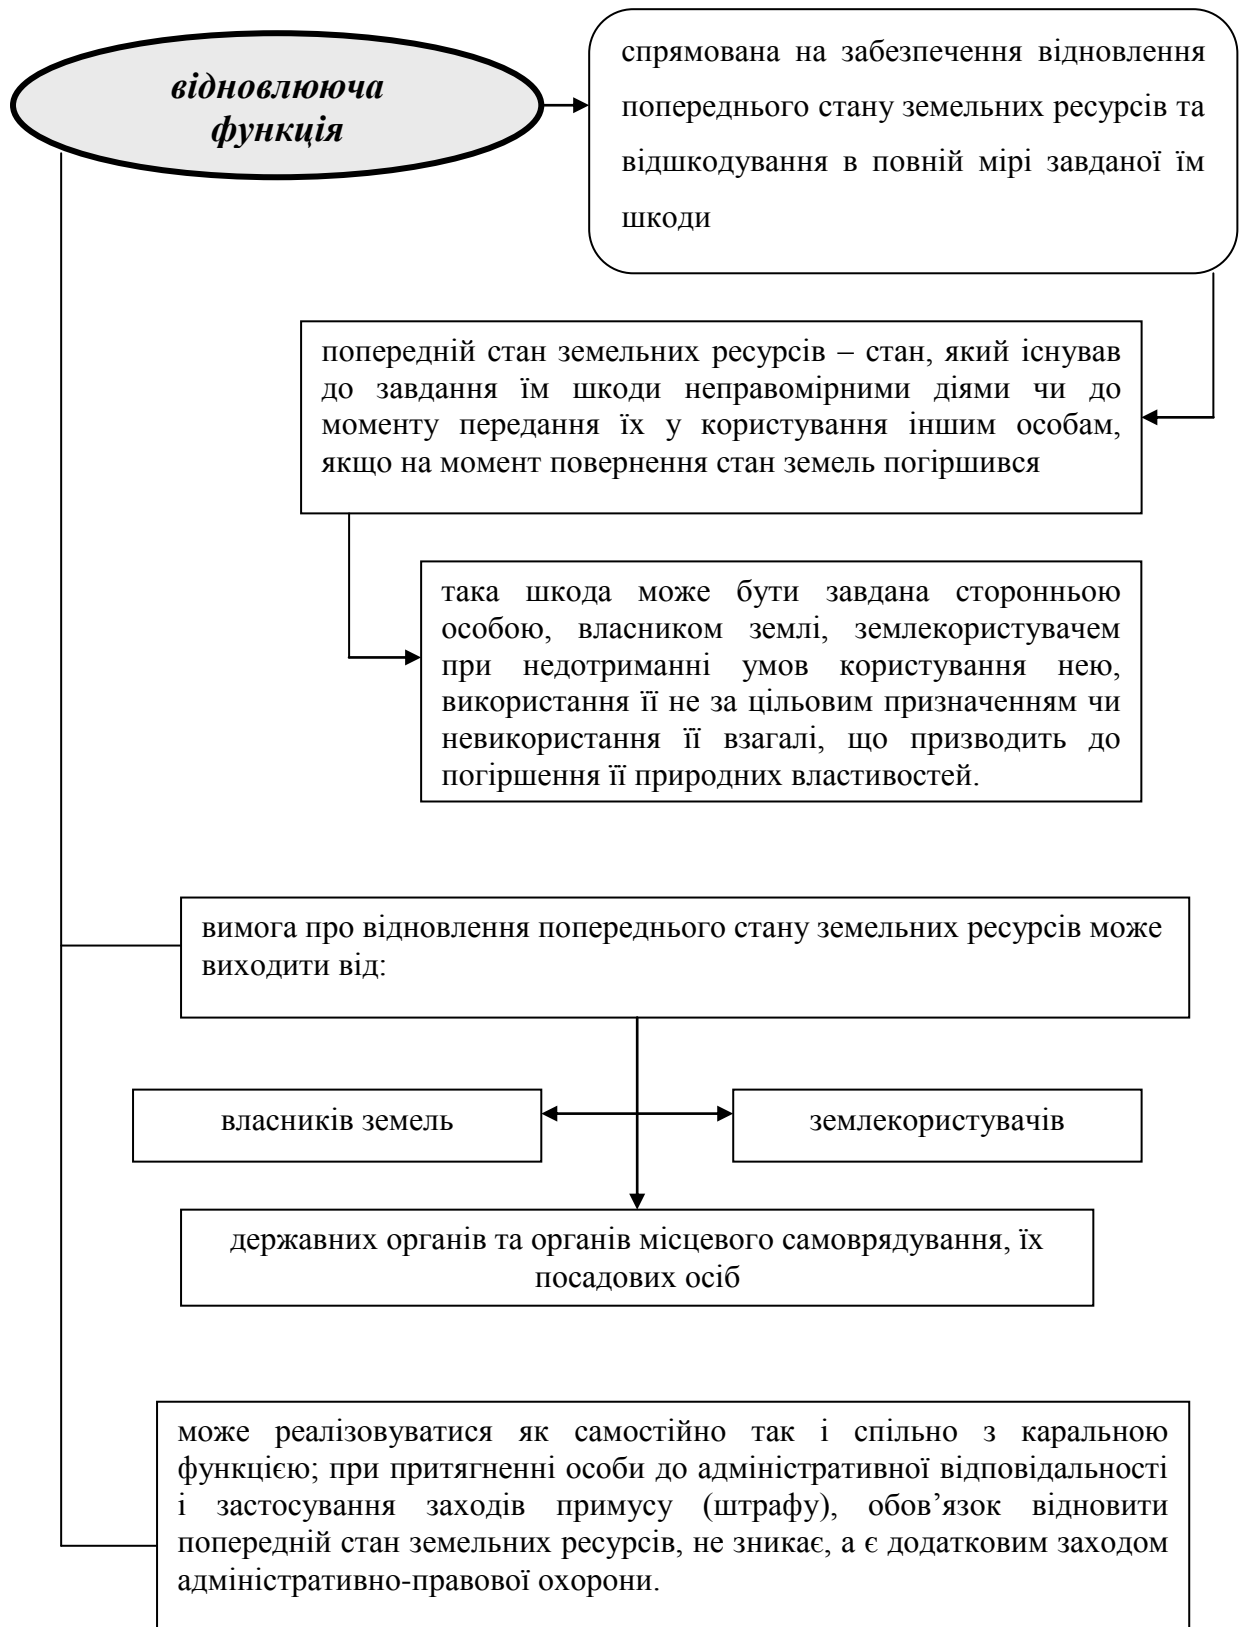 відновлююча
функція
спрямована на забезпечення відновлення
попереднього стану земельних ресурсів та
відшкодування в повній мірі завданої їм
шкоди
попередній стан земельних ресурсів – стан, який існував
до завдання їм шкоди неправомірними діями чи до
моменту передання їх у користування іншим особам,
якщо на момент повернення стан земель погіршився
така шкода може бути завдана сторонньою
особою, власником землі, землекористувачем
при недотриманні умов користування нею,
використання її не за цільовим призначенням чи
невикористання її взагалі, що призводить до
погіршення її природних властивостей.
вимога про відновлення попереднього стану земельних ресурсів може
виходити від:
власників земель
землекористувачів
державних органів та органів місцевого самоврядування, їх
посадових осіб
може реалізовуватися як самостійно так і спільно з каральною
функцією; при притягненні особи до адміністративної відповідальності
і застосування заходів примусу (штрафу), обов’язок відновити
попередній стан земельних ресурсів, не зникає, а є додатковим заходом
адміністративно-правової охорони.